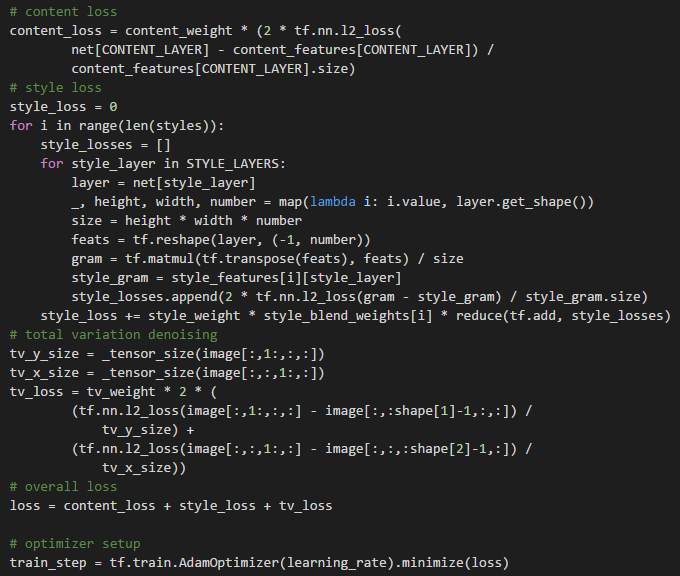 # content loss
content_loss = content_weight * (2 * tf.nn.l2_loss(
        net[CONTENT_LAYER] - content_features[CONTENT_LAYER]) /
        content_features[CONTENT_LAYER].size)
# style loss
style_loss = 0
for i in range(len(styles)):
    style_losses = []
    for style_layer in STYLE_LAYERS:
        layer = net[style_layer]
        _, height, width, number = map(lambda i: i.value, layer.get_shape())
        size = height * width * number
        feats = tf.reshape(layer, (-1, number))
        gram = tf.matmul(tf.transpose(feats), feats) / size
        style_gram = style_features[i][style_layer]
        style_losses.append(2 * tf.nn.l2_loss(gram - style_gram) / style_gram.size)
    style_loss += style_weight * style_blend_weights[i] * reduce(tf.add, style_losses)
# total variation denoising
tv_y_size = _tensor_size(image[:,1:,:,:])
tv_x_size = _tensor_size(image[:,:,1:,:])
tv_loss = tv_weight * 2 * (
        (tf.nn.l2_loss(image[:,1:,:,:] - image[:,:shape[1]-1,:,:]) /
            tv_y_size) +
        (tf.nn.l2_loss(image[:,:,1:,:] - image[:,:,:shape[2]-1,:]) /
            tv_x_size))
# overall loss
loss = content_loss + style_loss + tv_loss

# optimizer setup
train_step = tf.train.AdamOptimizer(learning_rate).minimize(loss)